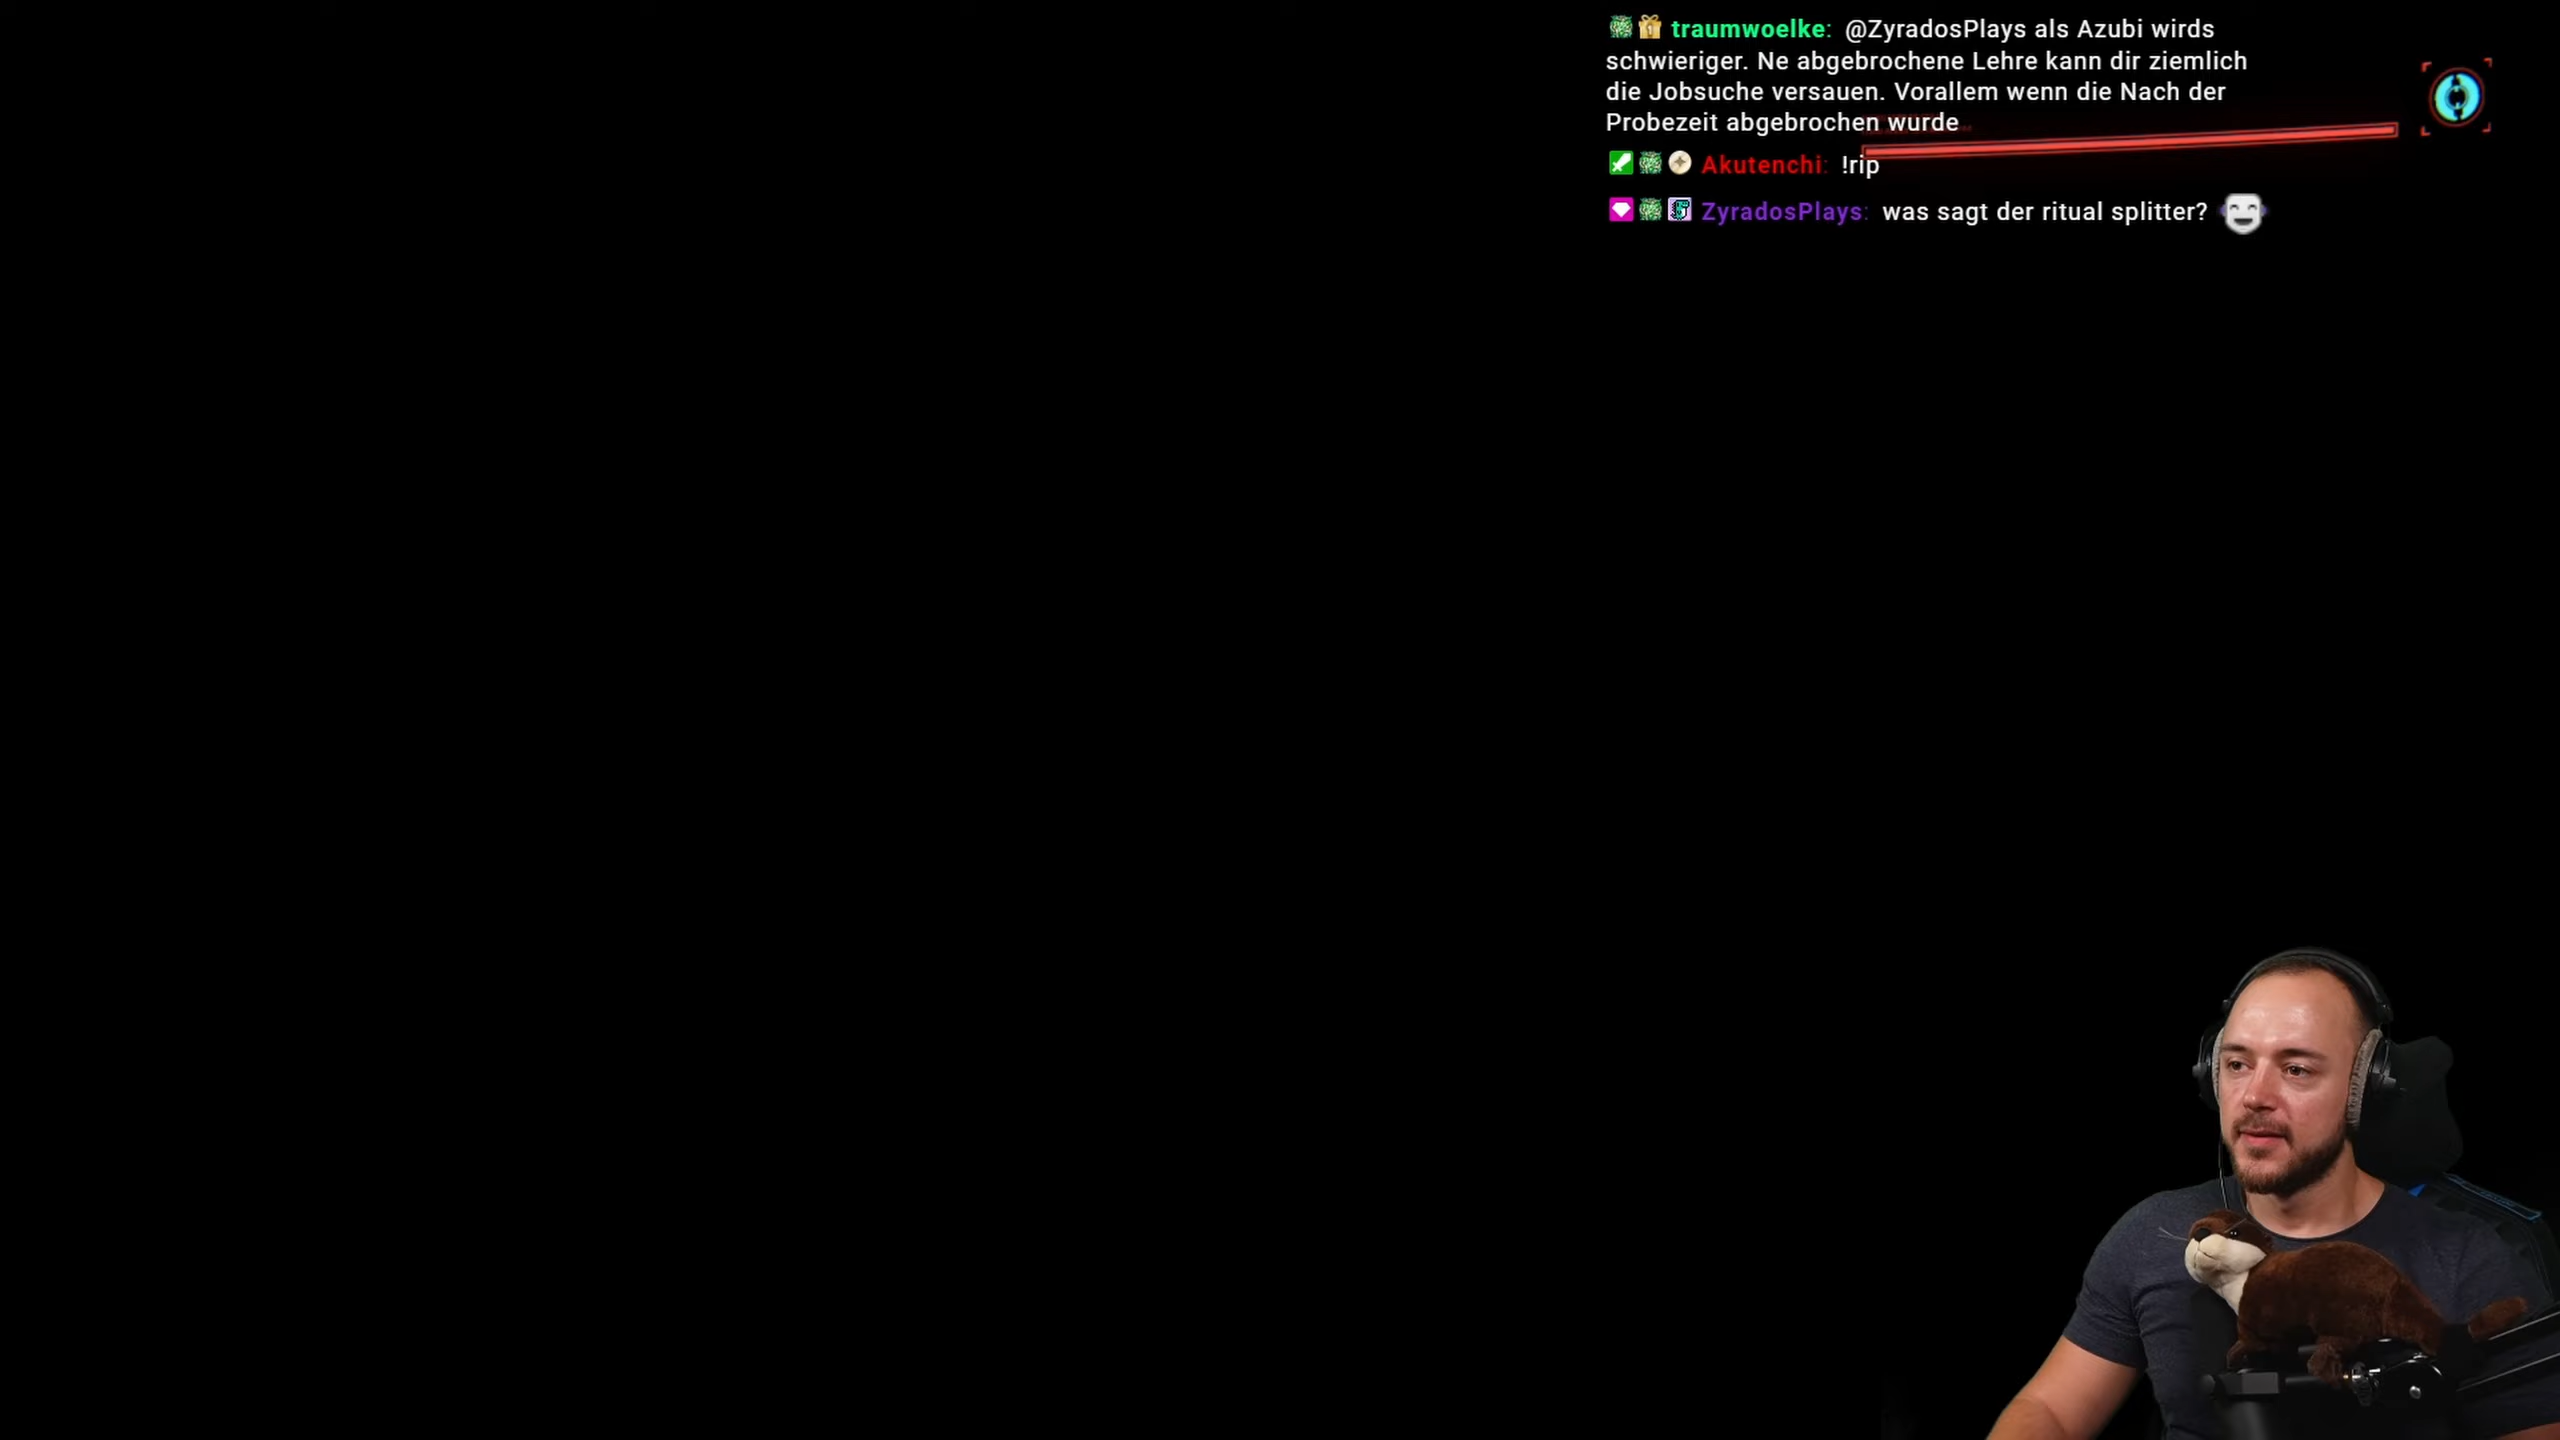 traumwoelke: @ZyradosPlays als Azubi wirds
schwieriger. Ne abgebrochene Lehre kann dir ziemlich
die Jobsuche versauen. Vorallem wenn die Nach der
Probezeit abgebrochen wurde
Akutenchi: !rip
ZyradosPlays: was sagt der ritual splitter?